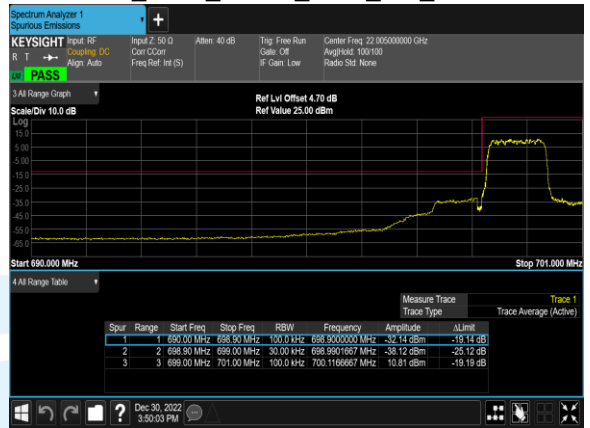 Spectrum Analyzer 1
Spurious Emissions
KEYSIGHT Input: RF Input Z: 50 Ω Atten: 40 dB Trig: Free Run Center Freq: 22.005000000 GHz
R T Coupling: DC Corr CCorr Gate: Off Avg|Hold: 100/100
Align: Auto Freq Ref: Int (S) IF Gain: Low Radio Std: None
PASS
3 All Range Graph
Ref Lvl Offset 4.70 dB
Scale/Div 10.0 dB Ref Value 25.00 dBm
Log
15.0
5.00
-5.00
-15.0
-25.0
-35.0
-45.0
-55.0
-65.0
Start 690.000 MHz Stop 701.000 MHz
4 All Range Table
Measure Trace Trace 1
Trace Type Trace Average (Active)
Spur Range Start Freq Stop Freq RBW Frequency Amplitude ΔLimit
1 1 690.00 MHz 698.90 MHz 100.0 kHz 698.9000000 MHz -32.14 dBm -19.14 dB
2 2 698.90 MHz 699.00 MHz 30.00 kHz 698.9901667 MHz -38.12 dBm -25.12 dB
3 3 699.00 MHz 701.00 MHz 100.0 kHz 700.1166667 MHz 10.81 dBm -19.19 dB
? Dec 30, 2022
3:50:03 PM